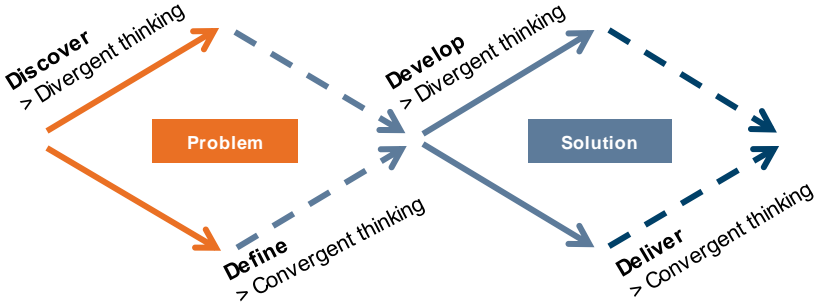 Discover
> Divergent thinking
Problem
Define
> Convergent thinking
Develop
> Divergent thinking
Solution
Deliver
> Convergent thinking